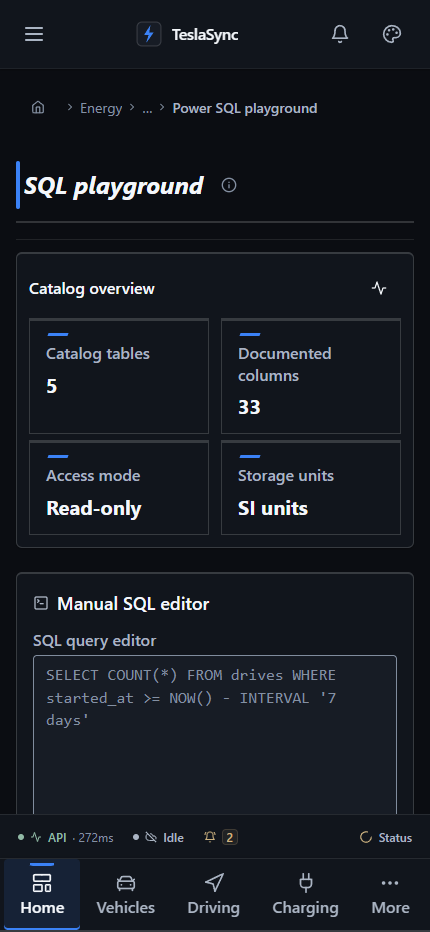 TeslaSync
Energy
...
Power SQL playground
SQL playground
Catalog overview
Catalog tables
5
Documented
columns
33
Access mode
Read-only
Storage units
SI units
Manual SQL editor
SQL query editor
SELECT COUNT(*) FROM drives WHERE
started_at >= NOW() - INTERVAL '7
days'
API · 272ms
Idle
2
Status
Home
Vehicles
Driving
Charging
More